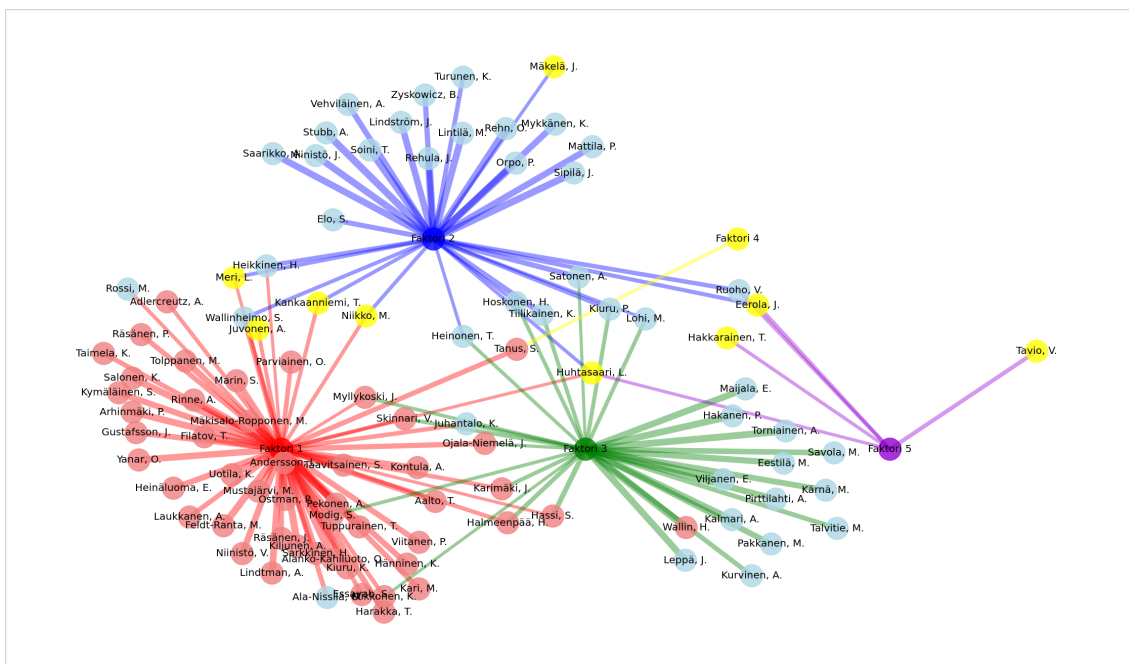 Mäkelä, J.
Turunen, K.
Zyskowicz, B.
Vehviläinen, A.
Lindström, J.
Rehn, O.
Mykkänen, K.
Stubb, A.
Lintilä, M.
Soini, T.
Mattila, P.
Saarikko, A.
Niinistö, J.
Rehula, J.
Orpo, P.
Sipilä, J.
Elo, S.
Faktori 2
Faktori 4
Heikkinen, H.
Meri, L.
Satonen, A.
Rossi, M.
Ruoho, V.
Adlercreutz, A.
Kankaanniemi, T.
Hoskonen, H.
Kiuru, P.
Eerola, J.
Wallinheimo, S.
Niikko, M.
Tiilikainen, K.
Lohi, M.
Juvonen, A.
Räsänen, P.
Heinonen, T.
Hakkarainen, T.
Taimela, K.
Tanus, S.
Tavio, V.
Tolppanen, M.
Parviainen, O.
Salonen, K.
Marin, S.
Huhtasaari, L.
Kymäläinen, S.
Rinne, A.
Myllykoski, J.
Maijala, E.
Arhinmäki, P.
Mäkisalo-Ropponen, M.
Skinnari, V.
Juhantalo, K.
Hakanen, P.
Gustafsson, J.
Filatov, T.
Torniainen, A.
Ojala-Niemelä, J.
Faktori 1
Faktori 3
Faktori 5
Savola, M.
Yanar, O.
Andersson, J.
Taavitsainen, S.
Kontula, A.
Eestilä, M.
Uotila, K.
Viljanen, E.
Heinäluoma, E.
Mustajärvi, M.
Karimäki, J.
Kärnä, M.
Östman, P.
Pekonen, A.
Aalto, T.
Pirttilahti, A.
Laukkanen, A.
Modig, S.
Hassi, S.
Feldt-Ranta, M.
Tuppurainen, T.
Halmeenpää, H.
Wallin, H.
Kalmari, A.
Talvitie, M.
Räsänen, J.
Viitanen, P.
Kiljunen, A.
Pakkanen, M.
Niinistö, V.
Sarkkinen, H.
Alanko-Kahiluoto, O.
Hänninen, K.
Leppä, J.
Lindtman, A.
Kiuru, K.
Kurvinen, A.
Kari, M.
Harakka, T.